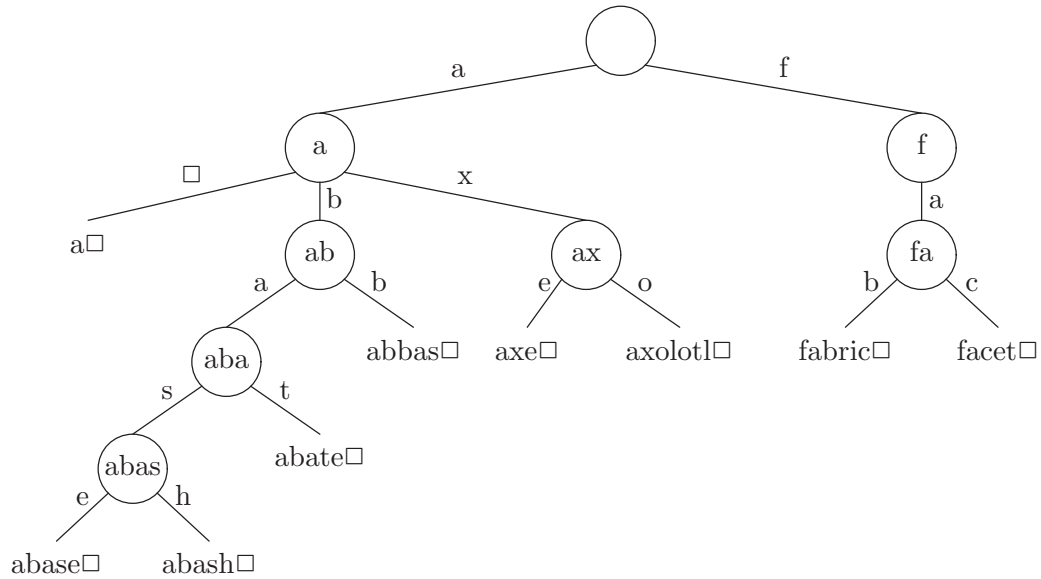 a f
a f
□ b x a
a□ ab ax fa
a b e o b c
aba abbas□ axe□ axolotl□ fabric□ facet□
s t
abas abate□
e h
abase□ abash□